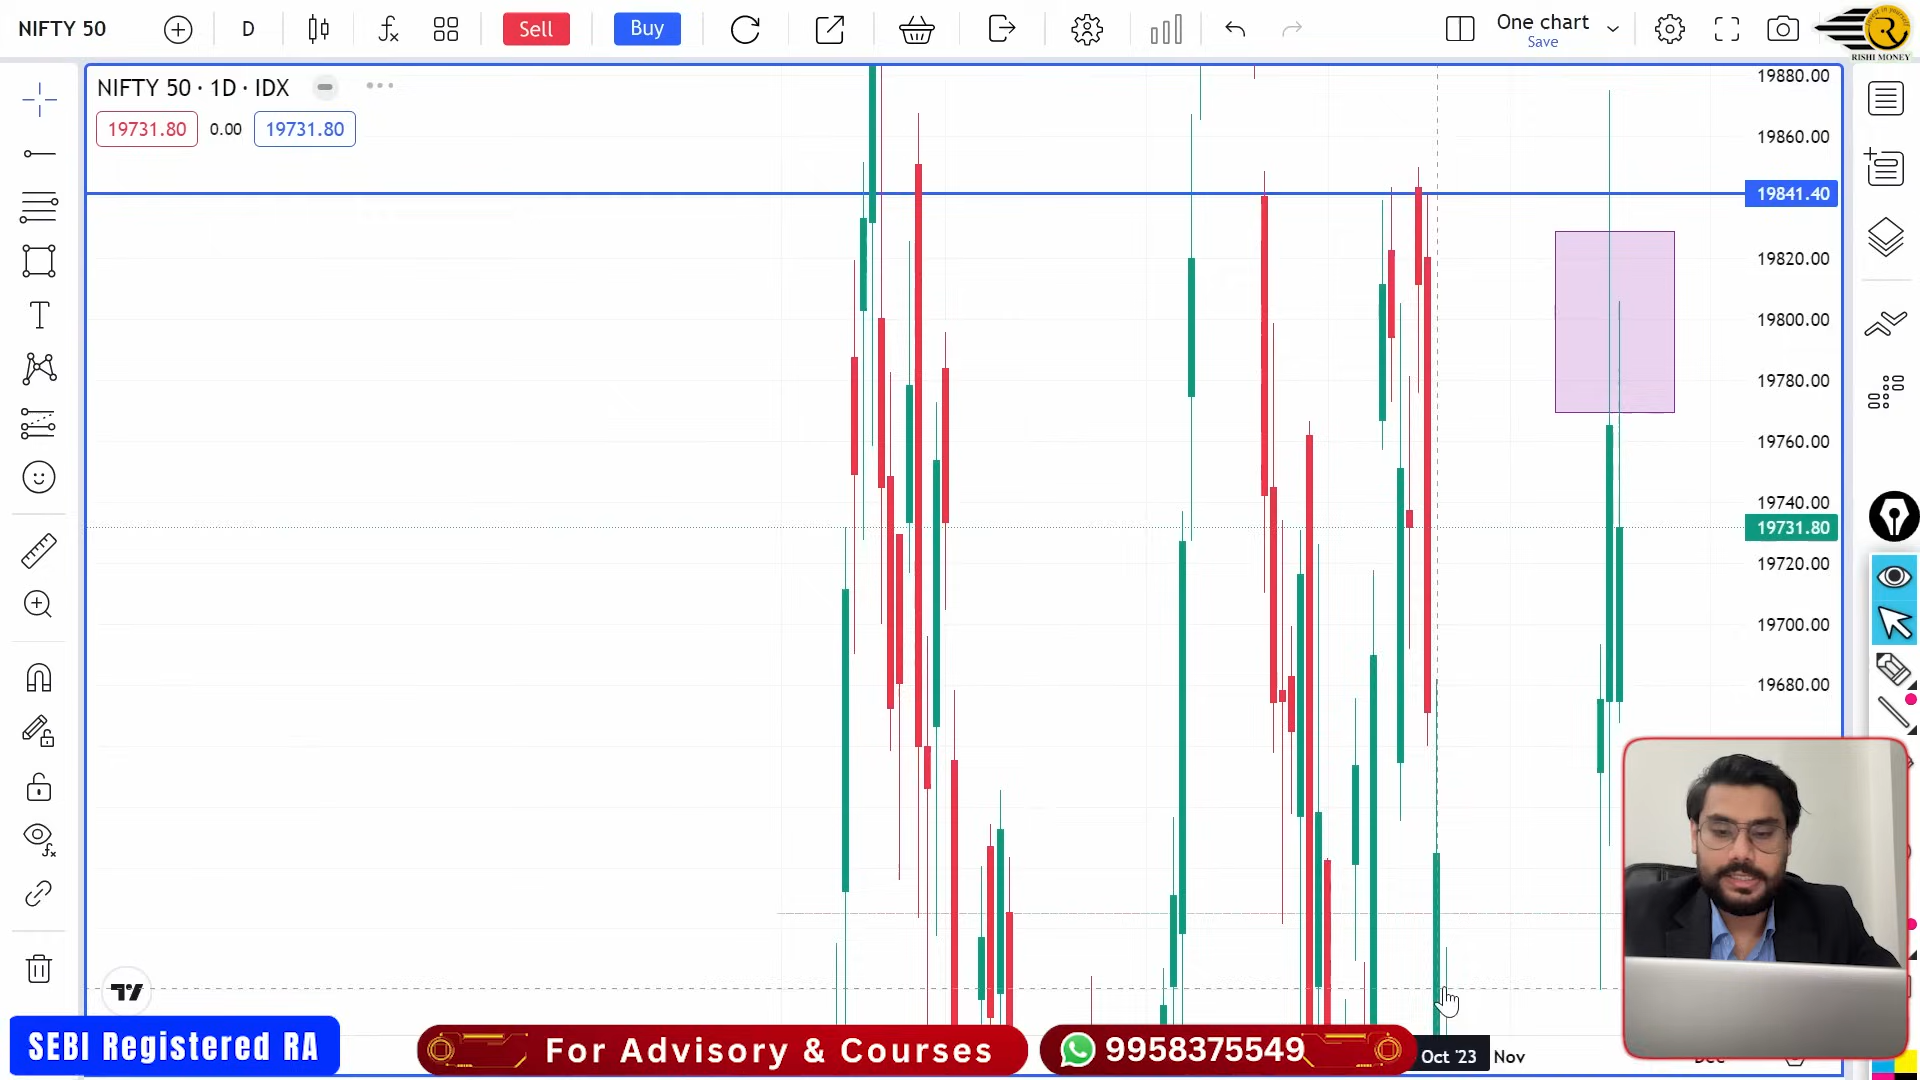 NIFTY 50
D
Sell
Buy
One chart
Save
RISHI MONEY
NIFTY 50 · 1D · IDX
19731.80
0.00
19731.80
19880.00
19860.00
19841.40
19820.00
19800.00
19780.00
19760.00
19740.00
19731.80
19720.00
19700.00
19680.00
Oct '23
Nov
SEBI Registered RA
For Advisory & Courses
9958375549